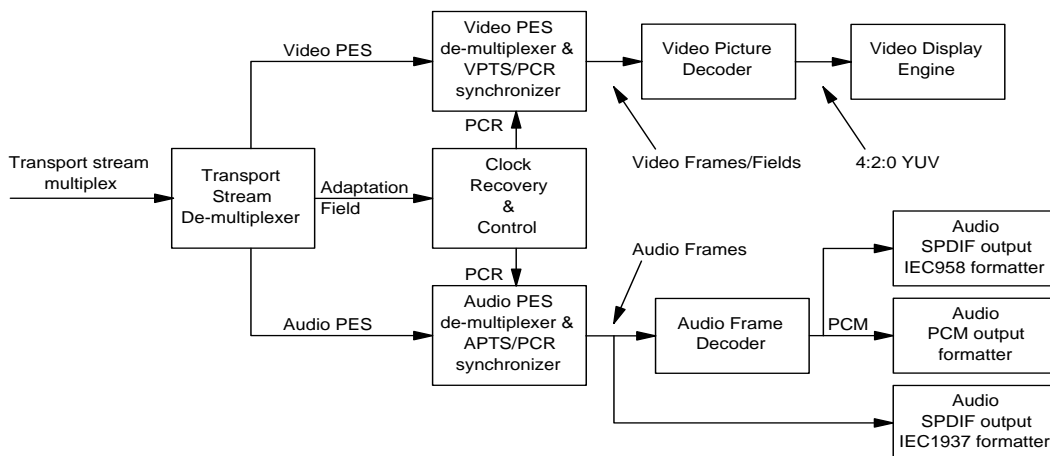 Video PES
Video PES
de-multiplexer &
VPTS/PCR
synchronizer
Video Picture
Decoder
Video Display
Engine
PCR
Video Frames/Fields
4:2:0 YUV
Transport stream
multiplex
Transport
Stream
De-multiplexer
Adaptation
Field
Clock
Recovery
&
Control
PCR
Audio Frames
Audio
SPDIF output
IEC958 formatter
Audio PES
Audio PES
de-multiplexer &
APTS/PCR
synchronizer
Audio Frame
Decoder
PCM
Audio
PCM output
formatter
Audio
SPDIF output
IEC1937 formatter